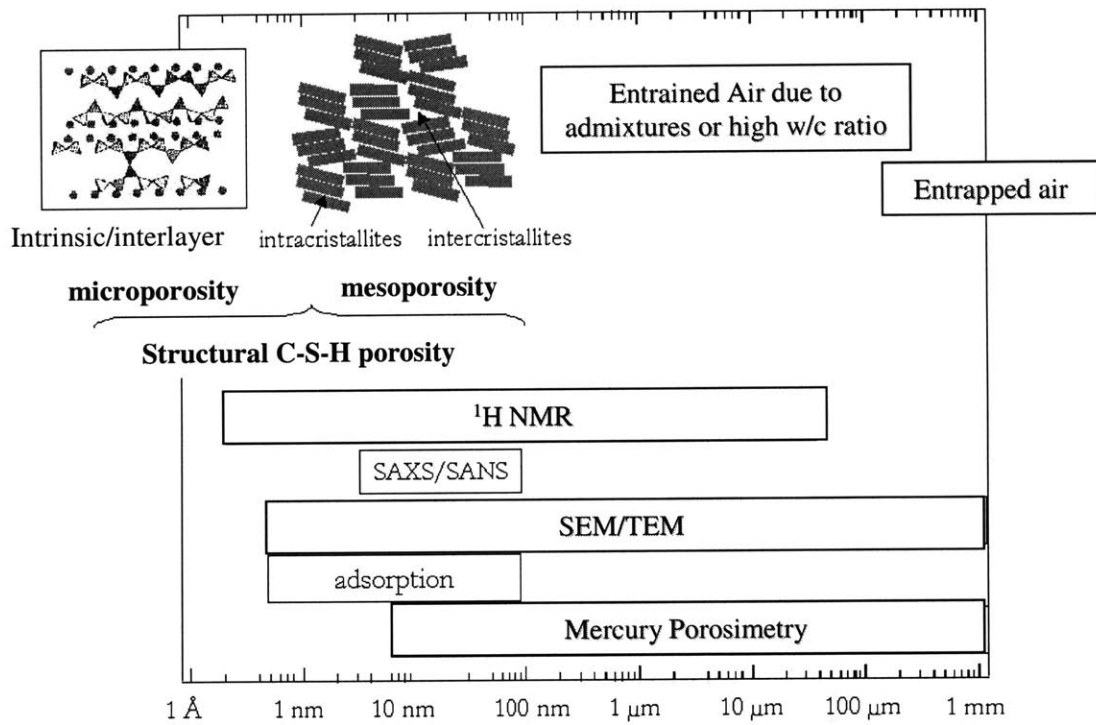 Entrained Air due to
admixtures or high w/c ratio
Entrapped air
Intrinsic/interlayer
intracristallites
intercristallites
microporosity
mesoporosity
Structural C-S-H porosity
¹H NMR
SAXS/SANS
SEM/TEM
adsorption
Mercury Porosimetry
1 Å 1 nm 10 nm 100 nm 1 µm 10 µm 100 µm 1 mm